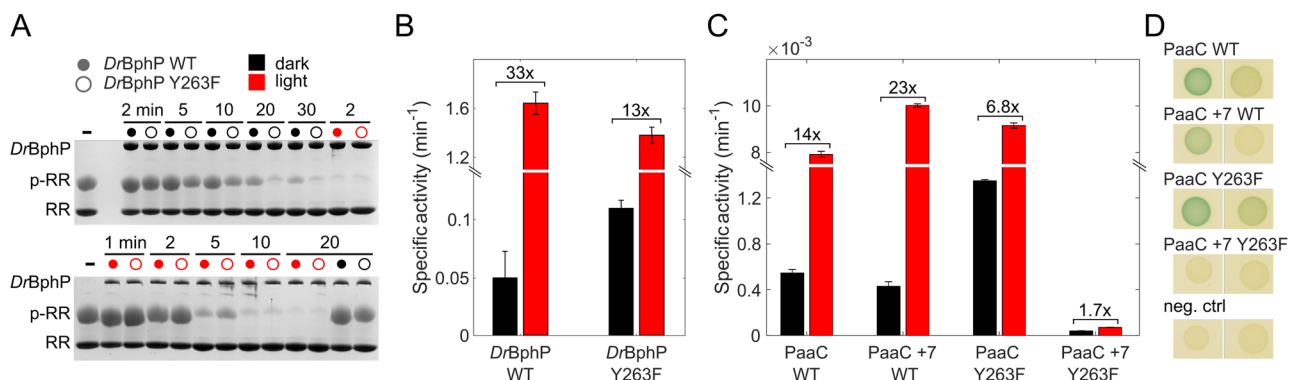 A
DrBphP WT
DrBphP Y263F
dark
light
2 min 5 10 20 30 2
-
DrBphP
p-RR
RR
1 min 2 5 10 20
-
DrBphP
p-RR
RR
B
Specific activity (min⁻¹)
1.6
1.4
0.1
0.05
0
33x
13x
DrBphP
WT
DrBphP
Y263F
C
×10⁻³
Specific activity (min⁻¹)
12
10
8
1.2
0.8
0.4
0
14x
23x
6.8x
1.7x
PaaC
WT
PaaC +7
WT
PaaC
Y263F
PaaC +7
Y263F
D
PaaC WT
PaaC +7 WT
PaaC Y263F
PaaC +7 Y263F
neg. ctrl